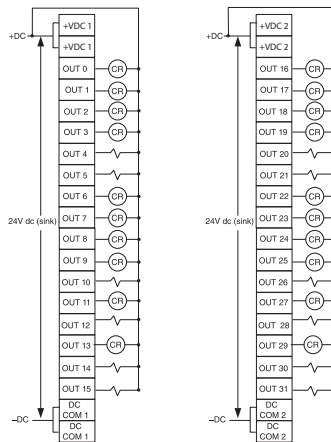 +VDC 1
+DC
+VDC 1
OUT 0 CR
OUT 1 CR
OUT 2 CR
OUT 3 CR
OUT 4
OUT 5
OUT 6 CR
OUT 7 CR
24V dc (sink)
OUT 8 CR
OUT 9 CR
OUT 10
OUT 11 CR
OUT 12
OUT 13 CR
OUT 14
OUT 15
DC
COM 1
–DC
DC
COM 1
+VDC 2
+DC
+VDC 2
OUT 16 CR
OUT 17 CR
OUT 18 CR
OUT 19 CR
OUT 20
OUT 21
OUT 22 CR
OUT 23 CR
24V dc (sink)
OUT 24 CR
OUT 25 CR
OUT 26
OUT 27 CR
OUT 28
OUT 29 CR
OUT 30
OUT 31
DC
COM 2
–DC
DC
COM 2